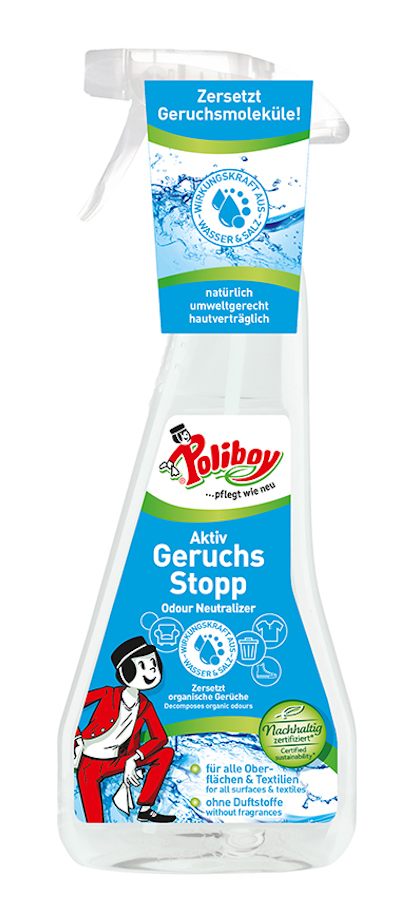 Zersetzt
Geruchsmoleküle!
WIRKUNGSKRAFT AUS
WASSER & SALZ
natürlich
umweltgerecht
hautverträglich
Poliboy
®
...pflegt wie neu
Aktiv
Geruchs
Stopp
Odour Neutralizer
WIRKUNGSKRAFT AUS
WASSER & SALZ
Zersetzt
organische Gerüche
Decomposes organic odours
Nachhaltig
zertifiziert*
Certified
sustainability*
für alle Ober-
flächen & Textilien
for all surfaces & textiles
ohne Duftstoffe
without fragrances